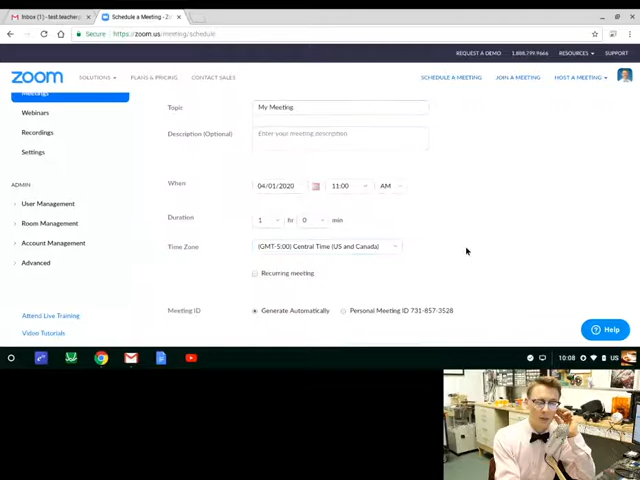 Inbox (1) - test.teacher
Schedule a Meeting - Zo
Secure
https://zoom.us/meeting/schedule
REQUEST A DEMO 1.888.799.9666 RESOURCES SUPPORT
zoom SOLUTIONS PLANS & PRICING CONTACT SALES SCHEDULE A MEETING JOIN A MEETING HOST A MEETING
Meetings
Webinars
Recordings
Settings
ADMIN
User Management
Room Management
Account Management
Advanced
Attend Live Training
Video Tutorials
Topic My Meeting
Description (Optional) Enter your meeting description
When 04/01/2020 11:00 AM
Duration 1 hr 0 min
Time Zone (GMT-5:00) Central Time (US and Canada)
Recurring meeting
Meeting ID Generate Automatically Personal Meeting ID 731-857-3528
Help
10:08 US